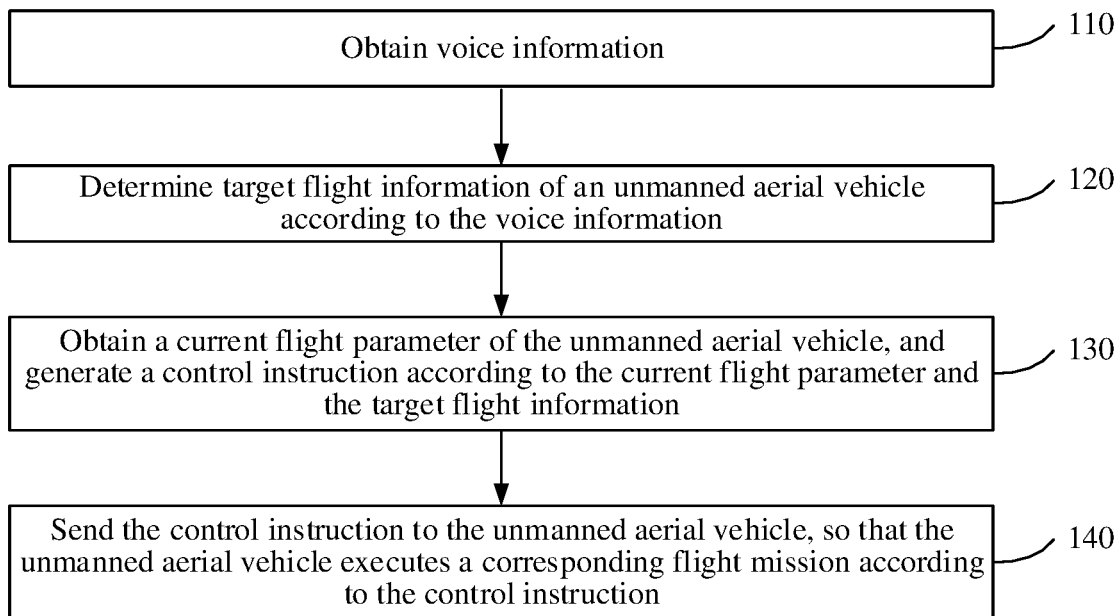 Obtain voice information
110
Determine target flight information of an unmanned aerial vehicle
according to the voice information
120
Obtain a current flight parameter of the unmanned aerial vehicle, and
generate a control instruction according to the current flight parameter and
the target flight information
130
Send the control instruction to the unmanned aerial vehicle, so that the
unmanned aerial vehicle executes a corresponding flight mission according
to the control instruction
140